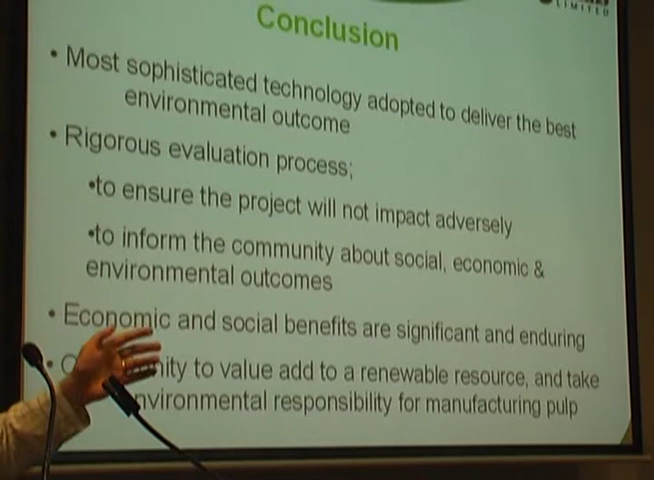 LIMITED
Conclusion
• Most sophisticated technology adopted to deliver the best
environmental outcome
• Rigorous evaluation process;
•to ensure the project will not impact adversely
•to inform the community about social, economic &
environmental outcomes
• Economic and social benefits are significant and enduring
• to value add to a renewable resource, and take
environmental responsibility for manufacturing pulp